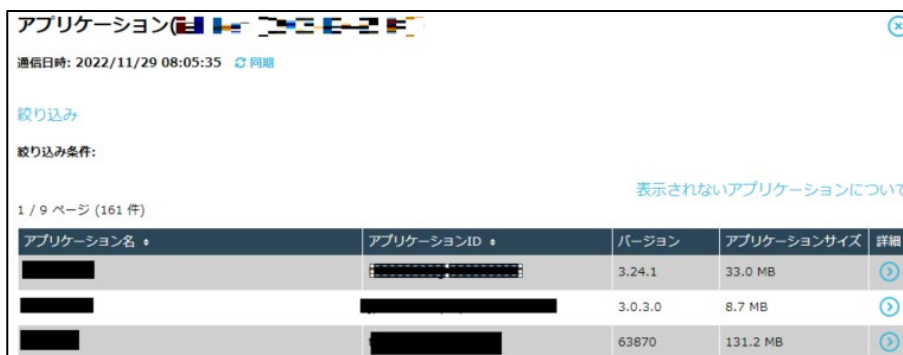 アプリケーション(
通信日時: 2022/11/29 08:05:35 同期
絞り込み
絞り込み条件:
表示されないアプリケーションについて
1 / 9 ページ (161 件)
アプリケーション名 アプリケーションID バージョン アプリケーションサイズ 詳細
3.24.1 33.0 MB
3.0.3.0 8.7 MB
63870 131.2 MB